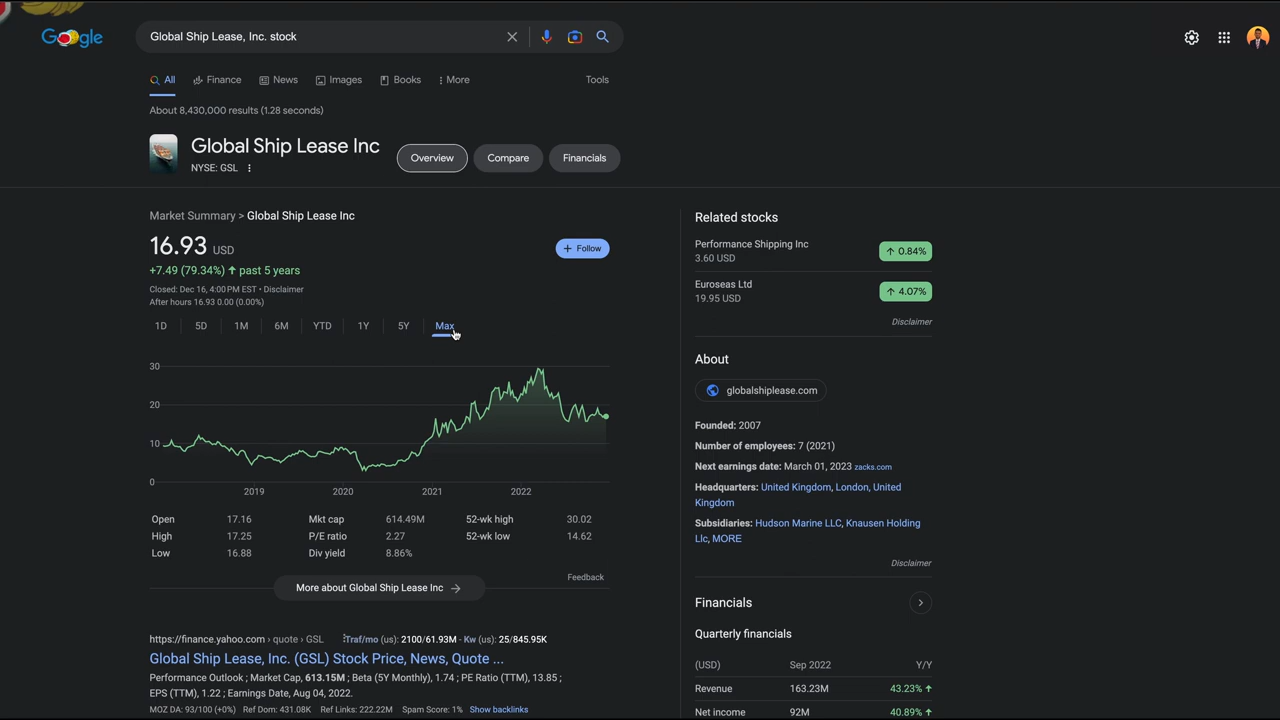 Google
Global Ship Lease, Inc. stock
All
Finance
News
Images
Books
More
Tools
About 8,430,000 results (1.28 seconds)
Global Ship Lease Inc
NYSE: GSL
Overview
Compare
Financials
Market Summary > Global Ship Lease Inc
16.93 USD
+ Follow
+7.49 (79.34%) ↑ past 5 years
Closed: Dec 16, 4:00 PM EST • Disclaimer
After hours 16.93 0.00 (0.00%)
1D 5D 1M 6M YTD 1Y 5Y Max
30
20
10
0
2019 2020 2021 2022
Open 17.16 Mkt cap 614.49M 52-wk high 30.02
High 17.25 P/E ratio 2.27 52-wk low 14.62
Low 16.88 Div yield 8.86%
Feedback
More about Global Ship Lease Inc →
https://finance.yahoo.com › quote › GSL Traf/mo (us): 2100/61.93M - Kw (us): 25/845.95K
Global Ship Lease, Inc. (GSL) Stock Price, News, Quote ...
Performance Outlook ; Market Cap, 613.15M ; Beta (5Y Monthly), 1.74 ; PE Ratio (TTM), 13.85 ;
EPS (TTM), 1.22 ; Earnings Date, Aug 04, 2022.
MOZ DA: 93/100 (+0%) Ref Dom: 431.08K Ref Links: 222.22M Spam Score: 1% Show backlinks
Related stocks
Performance Shipping Inc
3.60 USD
↑ 0.84%
Euroseas Ltd
19.95 USD
↑ 4.07%
Disclaimer
About
globalshiplease.com
Founded: 2007
Number of employees: 7 (2021)
Next earnings date: March 01, 2023 zacks.com
Headquarters: United Kingdom, London, United
Kingdom
Subsidiaries: Hudson Marine LLC, Knausen Holding
Llc, MORE
Disclaimer
Financials
Quarterly financials
(USD) Sep 2022 Y/Y
Revenue 163.23M 43.23% ↑
Net income 92M 40.89% ↑